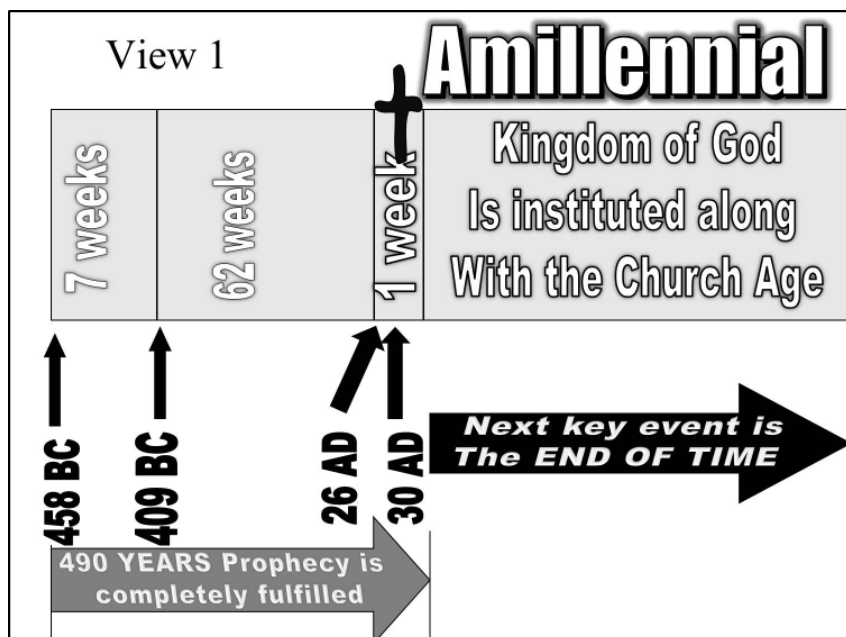 View 1
Amillennial
7 weeks
62 weeks
1 week
Kingdom of God
Is instituted along
With the Church Age
458 BC
409 BC
26 AD
30 AD
Next key event is
The END OF TIME
490 YEARS Prophecy is
completely fulfilled